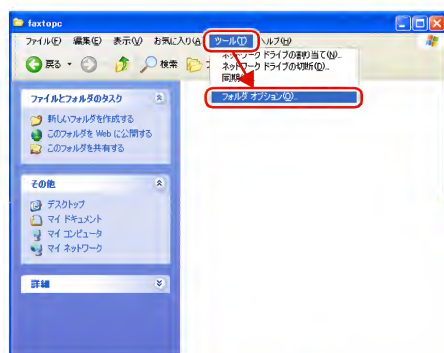 faxtopc
ファイル(F) 編集(E) 表示(V) お気に入り(A) ツール(T) ヘルプ(H)
戻る 検索
ネットワーク ドライブの割り当て(N)...
ネットワーク ドライブの切断(D)...
同期
フォルダ オプション(O)...
ファイルとフォルダのタスク
新しいフォルダを作成する
このフォルダを Web に公開する
このフォルダを共有する
その他
デスクトップ
マイ ドキュメント
マイ コンピュータ
マイ ネットワーク
詳細